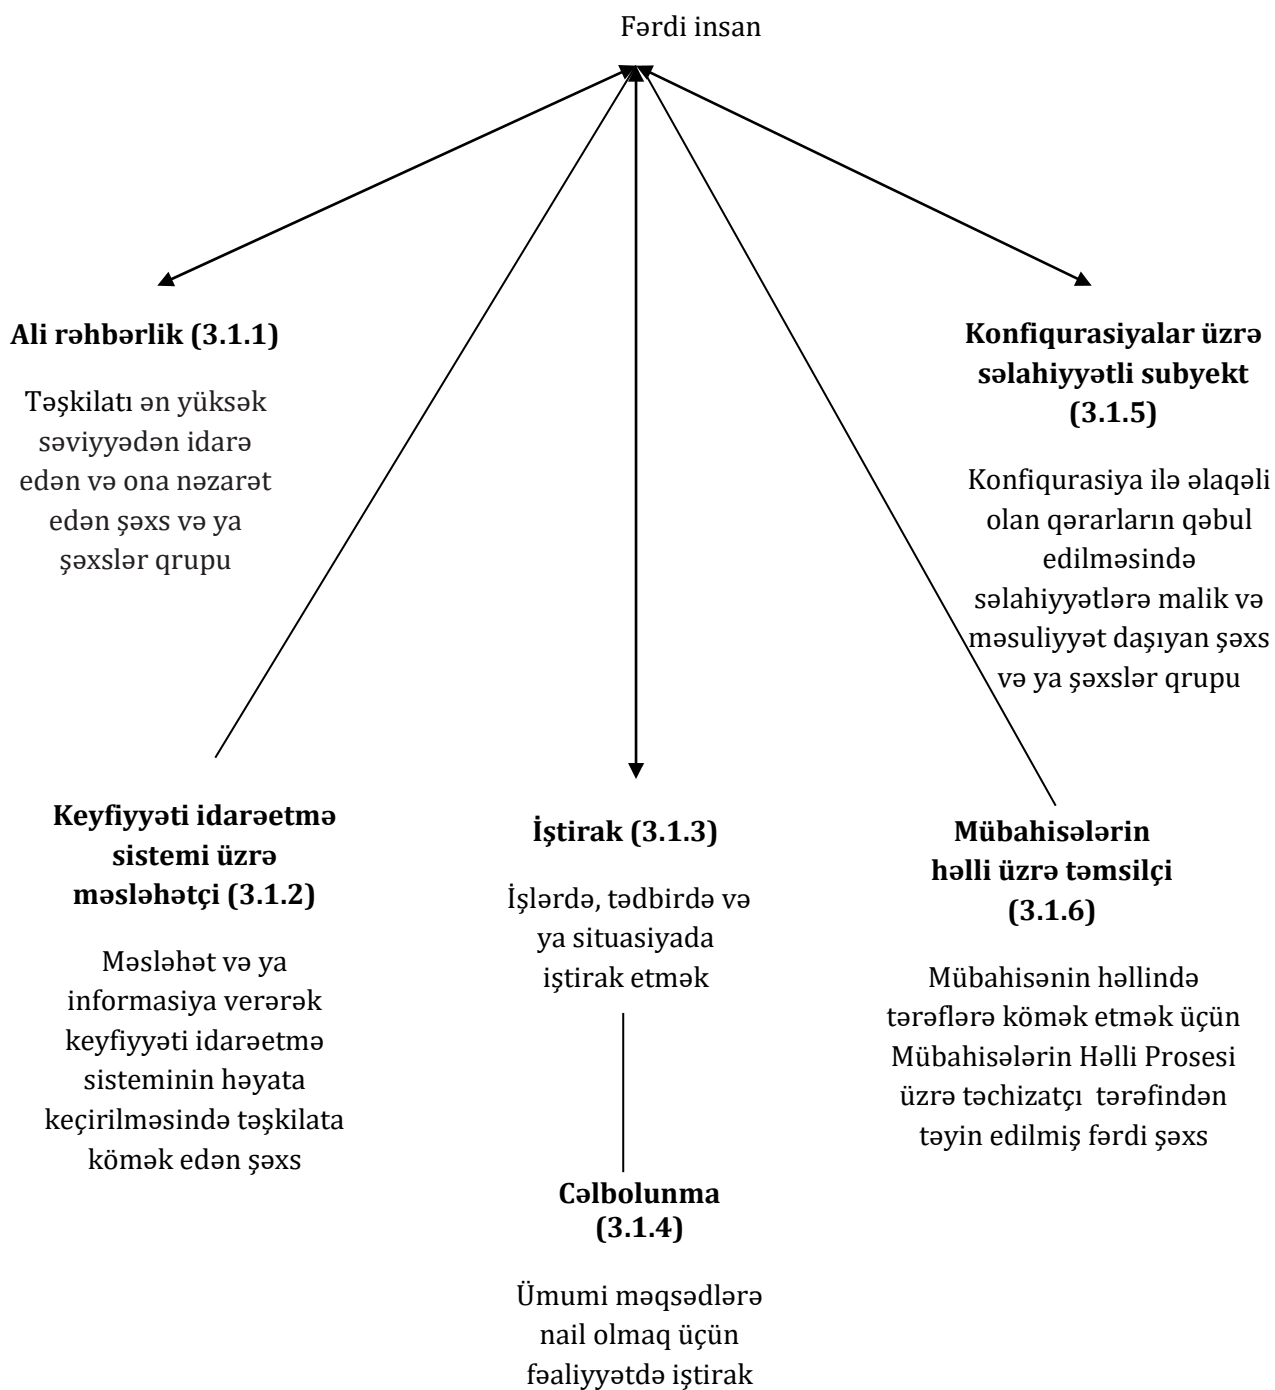 Fərdi insan
Ali rəhbərlik (3.1.1)
Təşkilatı ən yüksək
səviyyədən idarə
edən və ona nəzarət
edən şəxs və ya
şəxslər qrupu
Konfiqurasiyalar üzrə
səlahiyyətli subyekt
(3.1.5)
Konfiqurasiya ilə əlaqəli
olan qərarların qəbul
edilməsində
səlahiyyətlərə malik və
məsuliyyət daşıyan şəxs
və ya şəxslər qrupu
Keyfiyyəti idarəetmə
sistemi üzrə
məsləhətçi (3.1.2)
Məsləhət və ya
informasiya verərək
keyfiyyəti idarəetmə
sisteminin həyata
keçirilməsində təşkilata
kömək edən şəxs
İştirak (3.1.3)
İşlərdə, tədbirdə və
ya situasiyada
iştirak etmək
Cəlbolunma
(3.1.4)
Ümumi məqsədlərə
nail olmaq üçün
fəaliyyətdə iştirak
Mübahisələrin
həlli üzrə təmsilçi
(3.1.6)
Mübahisənin həllində
tərəflərə kömək etmək üçün
Mübahisələrin Həlli Prosesi
üzrə təchizatçı  tərəfindən
təyin edilmiş fərdi şəxs